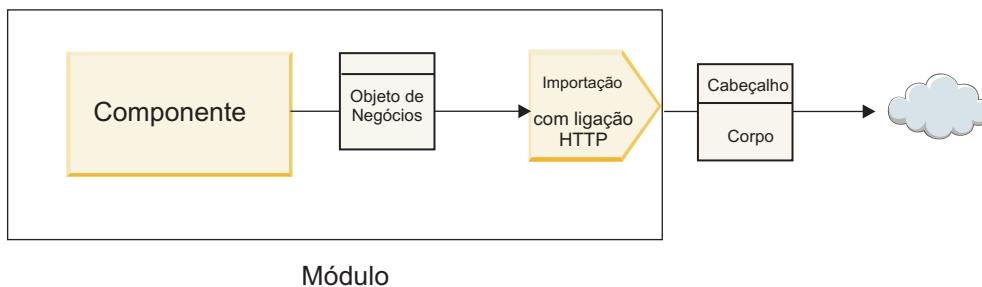 Componente
Objeto de
Negócios
Importação
com ligação
HTTP
Cabeçalho
Corpo
Módulo